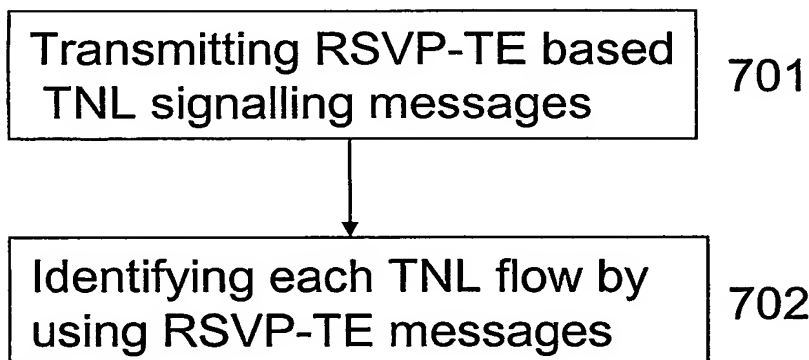 Transmitting RSVP-TE based
TNL signalling messages
701
Identifying each TNL flow by
using RSVP-TE messages
702